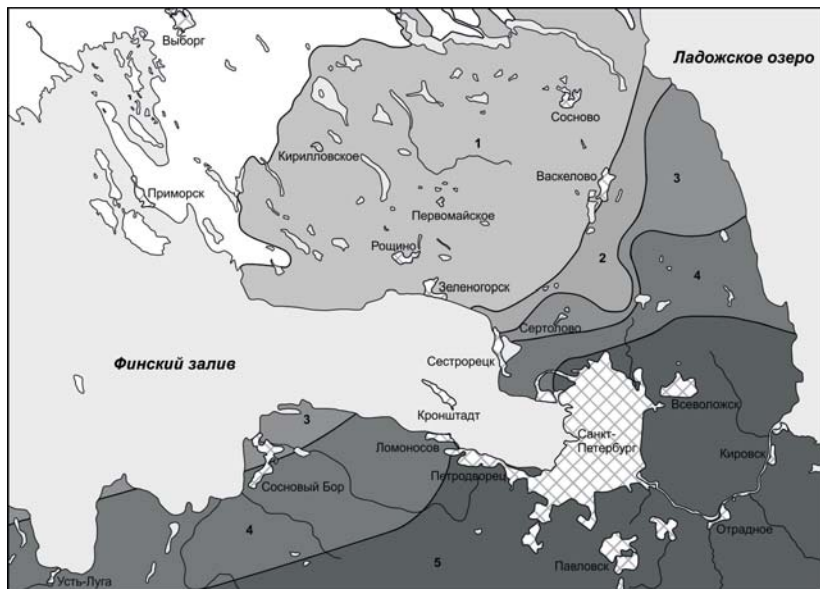 Выборг
Ладожское озеро
Сосново
1
Кирилловское
Васкелово
3
Приморск
Первомайское
Рощино
2
4
Зеленогорск
Сертолово
Финский залив
Сестрорецк
Кронштадт
Всеволожск
3
Санкт-
Петербург
Ломоносов
Кировск
Петродворец
Сосновый Бор
4
Отрадное
5
Павловск
Усть-Луга